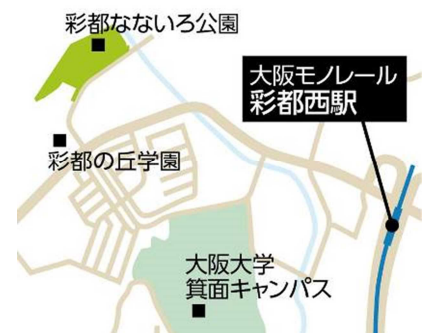 彩都なないろ公園
大阪モノレール
彩都西駅
彩都の丘学園
大阪大学
箕面キャンパス